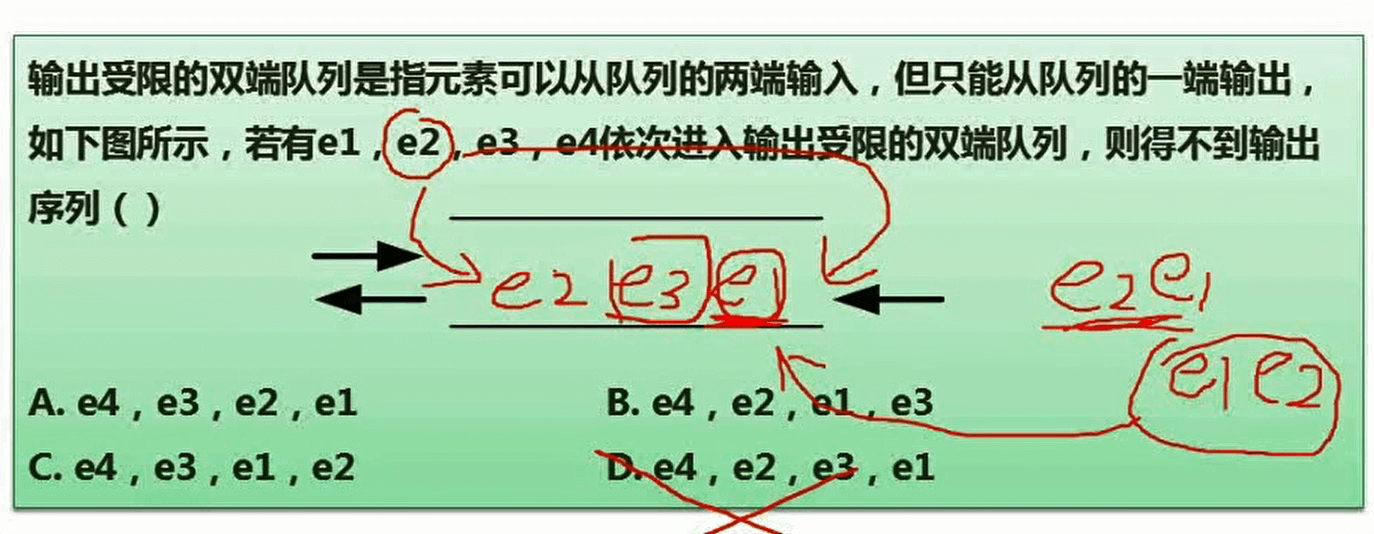 输出受限的双端队列是指元素可以从队列的两端输入，但只能从队列的一端输出，
如下图所示，若有e1，e2，e3，e4依次进入输出受限的双端队列，则得不到输出
序列（ ）
e2 e3 e1
e2e1
e1 e2
A. e4，e3，e2，e1
B. e4，e2，e1，e3
C. e4，e3，e1，e2
D. e4，e2，e3，e1